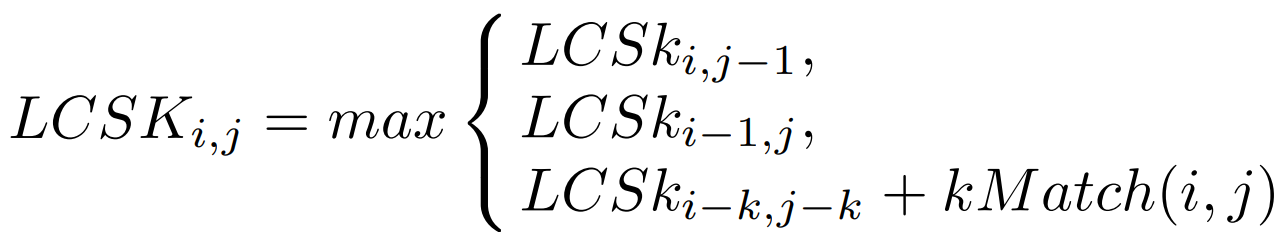 LCSk_{i,j-1},
LCSK_{i,j} = max { LCSk_{i-1,j},
LCSk_{i-k,j-k} + kMatch(i, j)